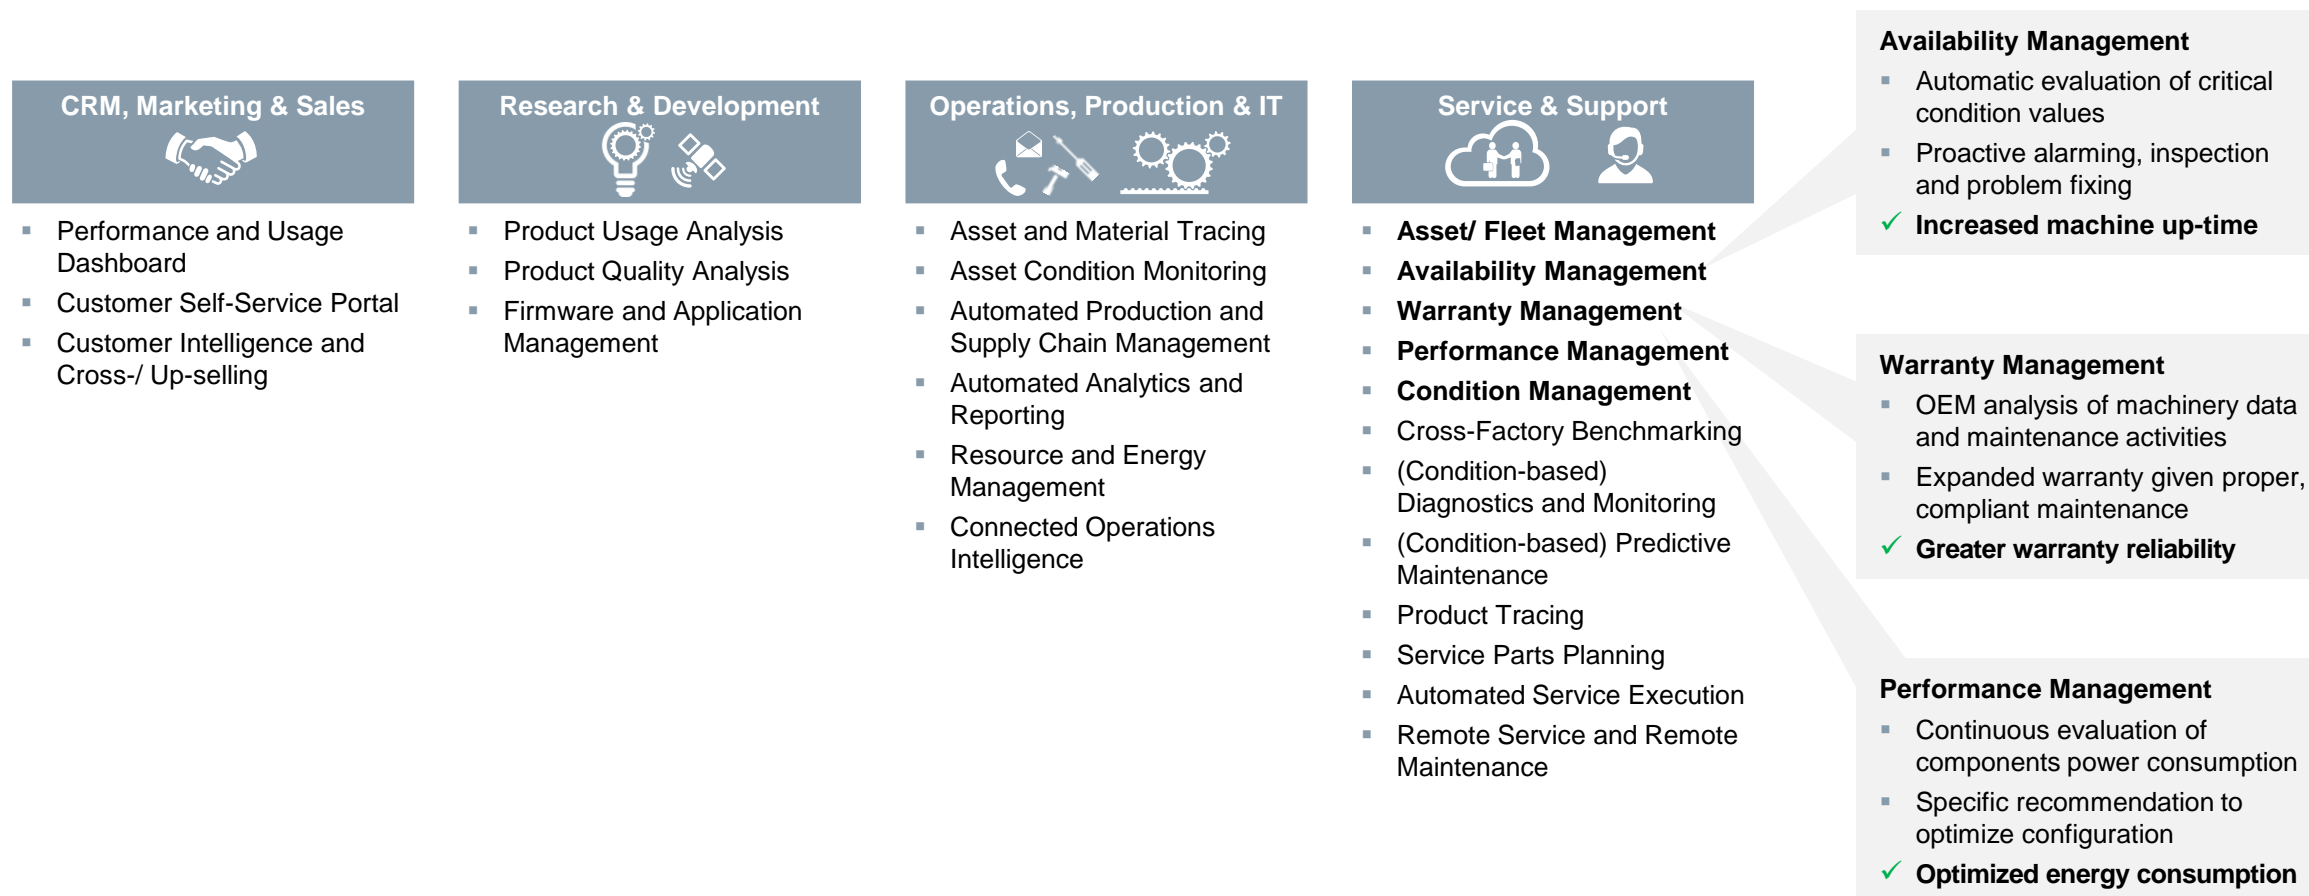 CRM, Marketing & Sales
Performance and Usage
Dashboard
Customer Self-Service Portal
Customer Intelligence and
Cross-/ Up-selling
Research & Development
Product Usage Analysis
Product Quality Analysis
Firmware and Application
Management
Operations, Production & IT
Asset and Material Tracing
Asset Condition Monitoring
Automated Production and
Supply Chain Management
Automated Analytics and
Reporting
Resource and Energy
Management
Connected Operations
Intelligence
Service & Support
Asset/ Fleet Management
Availability Management
Warranty Management
Performance Management
Condition Management
Cross-Factory Benchmarking
(Condition-based)
Diagnostics and Monitoring
(Condition-based) Predictive
Maintenance
Product Tracing
Service Parts Planning
Automated Service Execution
Remote Service and Remote
Maintenance
Availability Management
Automatic evaluation of critical
condition values
Proactive alarming, inspection
and problem fixing
Increased machine up-time
Warranty Management
OEM analysis of machinery data
and maintenance activities
Expanded warranty given proper,
compliant maintenance
Greater warranty reliability
Performance Management
Continuous evaluation of
components power consumption
Specific recommendation to
optimize configuration
Optimized energy consumption